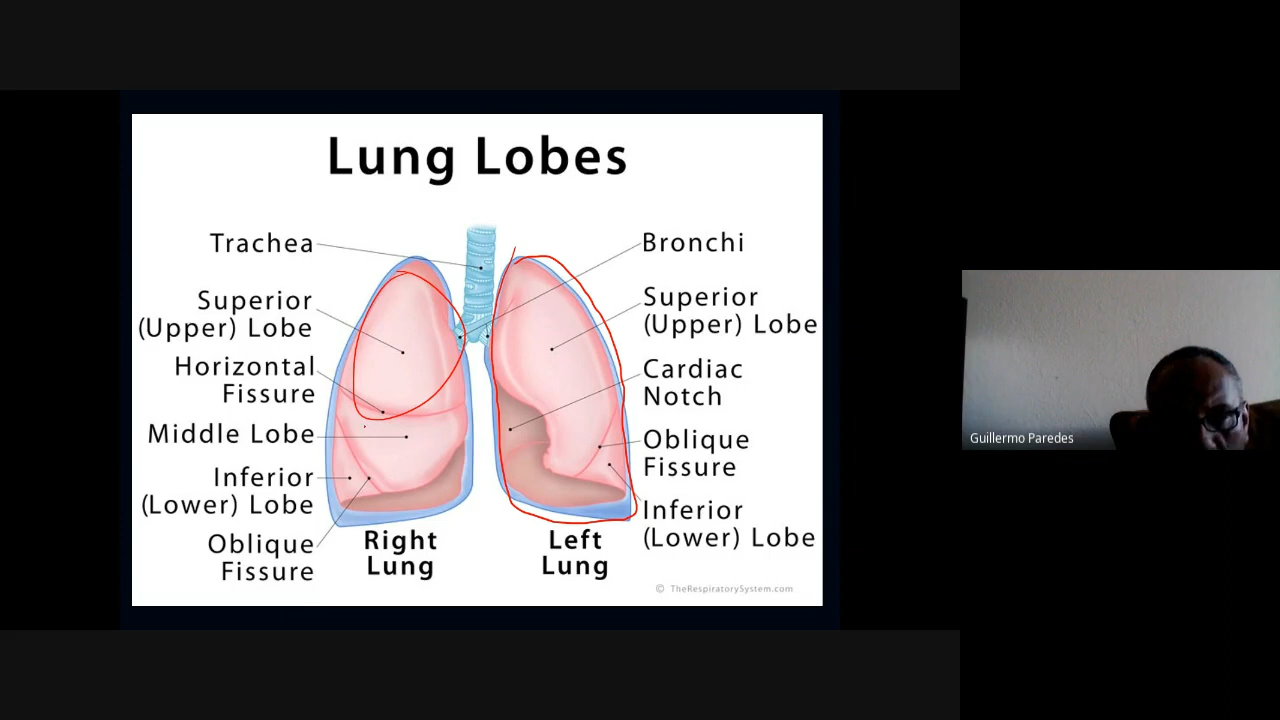 Lung Lobes
Trachea
Superior
(Upper) Lobe
Horizontal
Fissure
Middle Lobe
Inferior
(Lower) Lobe
Oblique
Fissure
Bronchi
Superior
(Upper) Lobe
Cardiac
Notch
Oblique
Fissure
Inferior
(Lower) Lobe
Right
Lung
Left
Lung
© TheRespiratorySystem.com
Guillermo Paredes